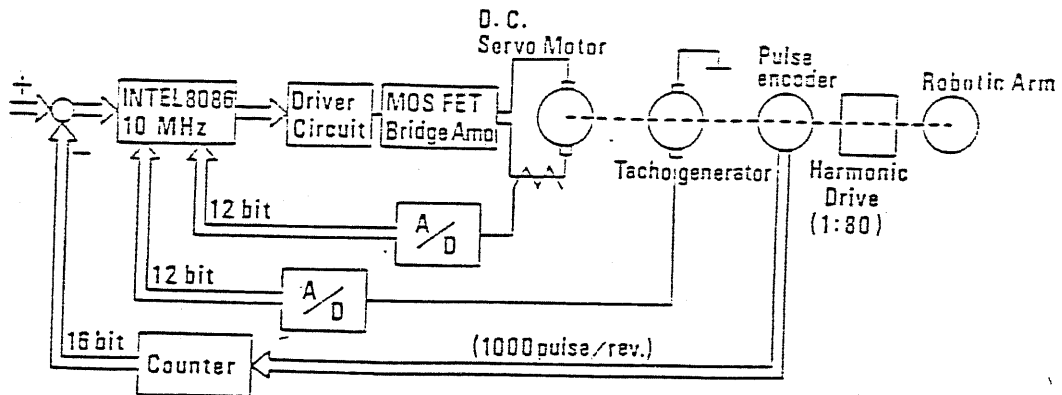 D. C.
Servo Motor
Pulse
encoder
Robotic Arm
+
INTEL8086
10 MHz
Driver
Circuit
MOS FET
Bridge Amp
−
Tachogenerator
Harmonic
Drive
(1:80)
12 bit
A/D
12 bit
A/D
16 bit
Counter
(1000 pulse/rev.)